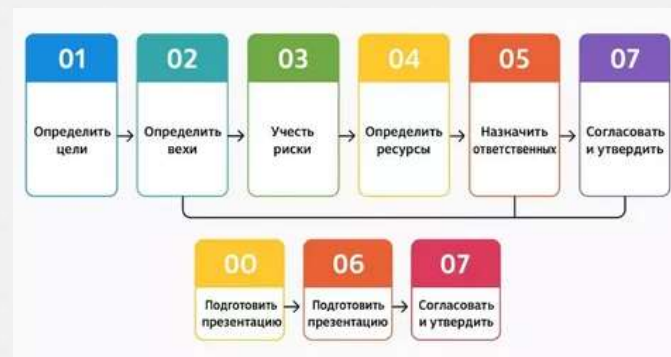 01
Определить
цели
02
Определить
вехи
03
Учесть
риски
04
Определить
ресурсы
05
Назначить
ответственных
07
Согласовать
и утвердить
00
Подготовить
презентацию
06
Подготовить
презентацию
07
Согласовать
и утвердить